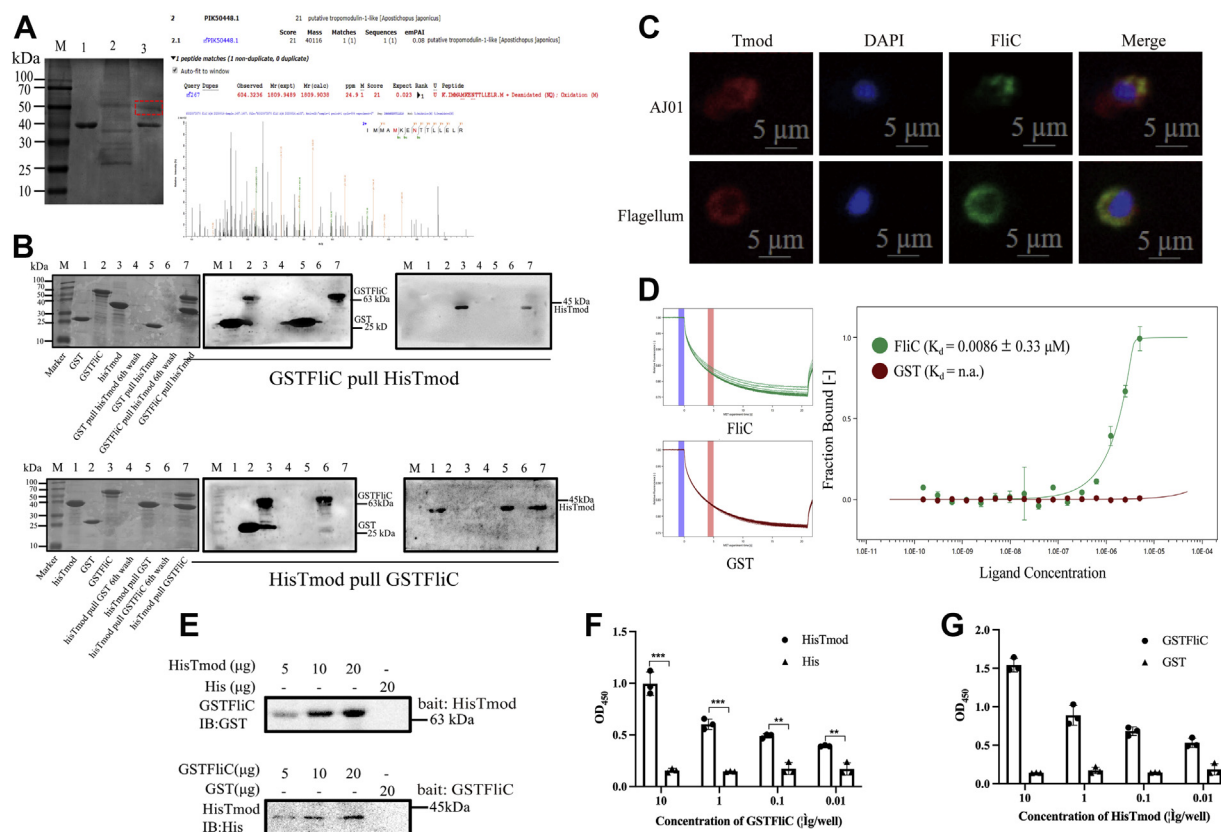 A
M 1 2 3
kDa
100
70
50
40
30
20
10
2 PIK50448.1 21 putative tropomodulin-1-like [Apostichopus japonicus]
Score Mass Matches Sequences emPAI
2.1 PIK50448.1 21 40116 1 (1) 1 (1) 0.08 putative tropomodulin-1-like [Apostichopus japonicus]
▼1 peptide matches (1 non-duplicate, 0 duplicate)
Auto-fit to window
Query Dupes Observed Mr(expt) Mr(calc) ppm M Score Expect Rank U Peptide
604.3236 1809.9489 1809.9038 24.9 1 21 0.023 1 U K.IMMAMKENTTLLELR.M + Deamidated (NQ); Oxidation (M)
I M M A M K E N T T L L E L R
B
kDa M 1 2 3 4 5 6 7
100
70
50
40
25
10
Marker
GST
GSTFliC
hisTmod
GST pull hisTmod 6th wash
GST pull hisTmod
GSTFliC pull hisTmod 6th wash
GSTFliC pull hisTmod
M 1 2 3 4 5 6 7
GSTFliC
63 kDa
GST
25 kD
M 1 2 3 4 5 6 7
45 kDa
HisTmod
GSTFliC pull HisTmod
kDa M 1 2 3 4 5 6 7
100
70
50
40
30
25
10
Marker
hisTmod
GST
GSTFliC
hisTmod pull GST 6th wash
hisTmod pull GST
hisTmod pull GSTFliC 6th wash
hisTmod pull GSTFliC
M 1 2 3 4 5 6 7
GSTFliC
63kDa
GST
25 kDa
M 1 2 3 4 5 6 7
45kDa
HisTmod
HisTmod pull GSTFliC
C
Tmod DAPI FliC Merge
AJ01
5 μm 5 μm 5 μm 5 μm
Flagellum
5 μm 5 μm 5 μm 5 μm
D
FliC
GST
FliC (Kd = 0.0086 ± 0.33 μM)
GST (Kd = n.a.)
Fraction Bound [-]
1.0
0.5
0.0
1.0E-11 1.0E-10 1.0E-09 1.0E-08 1.0E-07 1.0E-06 1.0E-05 1.0E-04
Ligand Concentration
E
HisTmod (μg) 5 10 20 -
His (μg) - - - 20
GSTFliC
IB:GST
bait: HisTmod
63 kDa
GSTFliC(μg) 5 10 20 -
GST(μg) - - - 20
HisTmod
IB:His
bait: GSTFliC
45kDa
F
HisTmod
His
OD450
1.5
1.0
0.5
0.0
*** *** ** **
10 1 0.1 0.01
Concentration of GSTFliC (¦Ìg/well)
G
GSTFliC
GST
OD450
2.0
1.5
1.0
0.5
0.0
10 1 0.1 0.01
Concentration of HisTmod (¦Ìg/well)